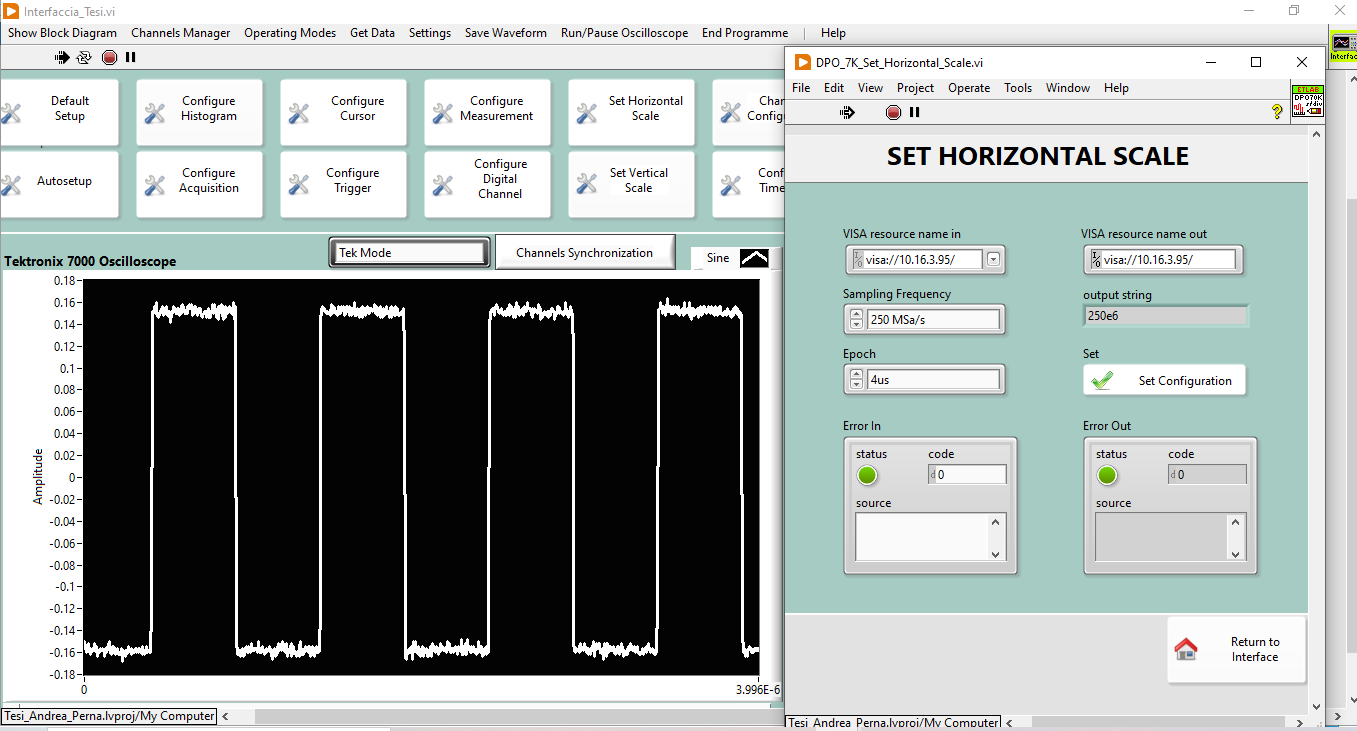 Interfaccia_Tesi.vi
Show Block Diagram Channels Manager Operating Modes Get Data Settings Save Waveform Run/Pause Oscilloscope End Programme Help
Default
Setup
Configure
Histogram
Configure
Cursor
Configure
Measurement
Set Horizontal
Scale
Chan
Configu
Autosetup
Configure
Acquisition
Configure
Trigger
Configure
Digital
Channel
Set Vertical
Scale
Conf
Time
Tektronix 7000 Oscilloscope
Tek Mode
Channels Synchronization
Sine
Amplitude
0.18
0.16
0.14
0.12
0.1
0.08
0.06
0.04
0.02
0
-0.02
-0.04
-0.06
-0.08
-0.1
-0.12
-0.14
-0.16
-0.18
0
3.996E-6
Tesi_Andrea_Perna.lvproj/My Computer
Interfac
DPO_7K_Set_Horizontal_Scale.vi
File Edit View Project Operate Tools Window Help
ETLAB
DPO70K
s/div
SET HORIZONTAL SCALE
VISA resource name in
visa://10.16.3.95/
VISA resource name out
visa://10.16.3.95/
Sampling Frequency
250 MSa/s
output string
250e6
Epoch
4us
Set
Set Configuration
Error In
status code
d 0
source
Error Out
status code
d 0
source
Return to
Interface
Tesi_Andrea_Perna.lvproj/My Computer